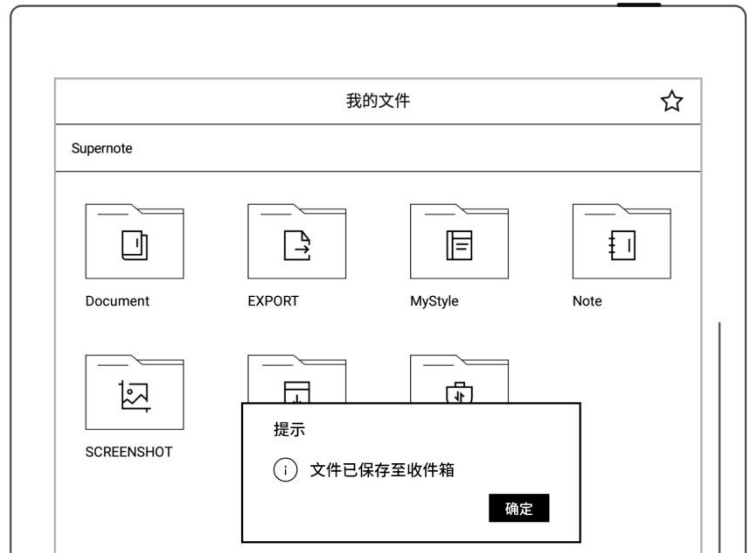 我的文件
Supernote
Document EXPORT MyStyle Note
SCREENSHOT
提示
文件已保存至收件箱
确定